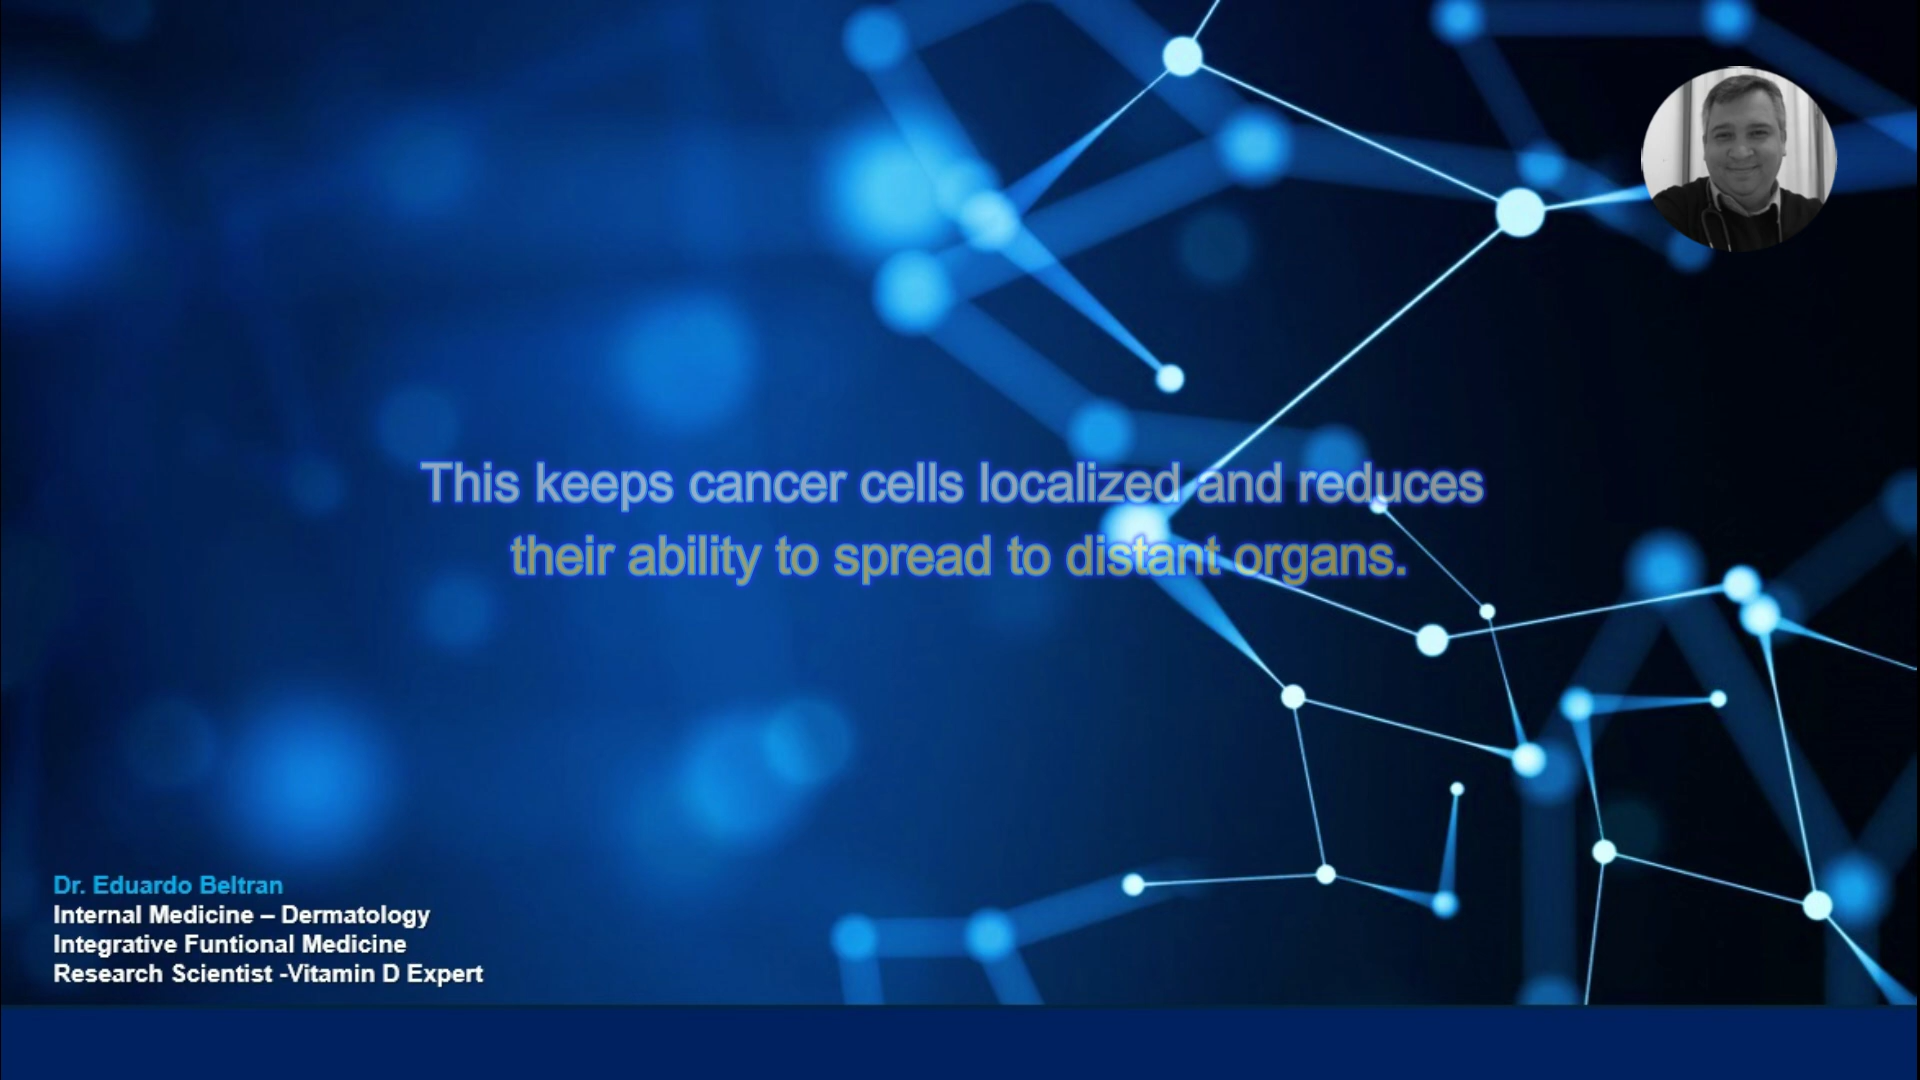 This keeps cancer cells localized and reduces
their ability to spread to distant organs.
Dr. Eduardo Beltran
Internal Medicine – Dermatology
Integrative Funtional Medicine
Research Scientist -Vitamin D Expert